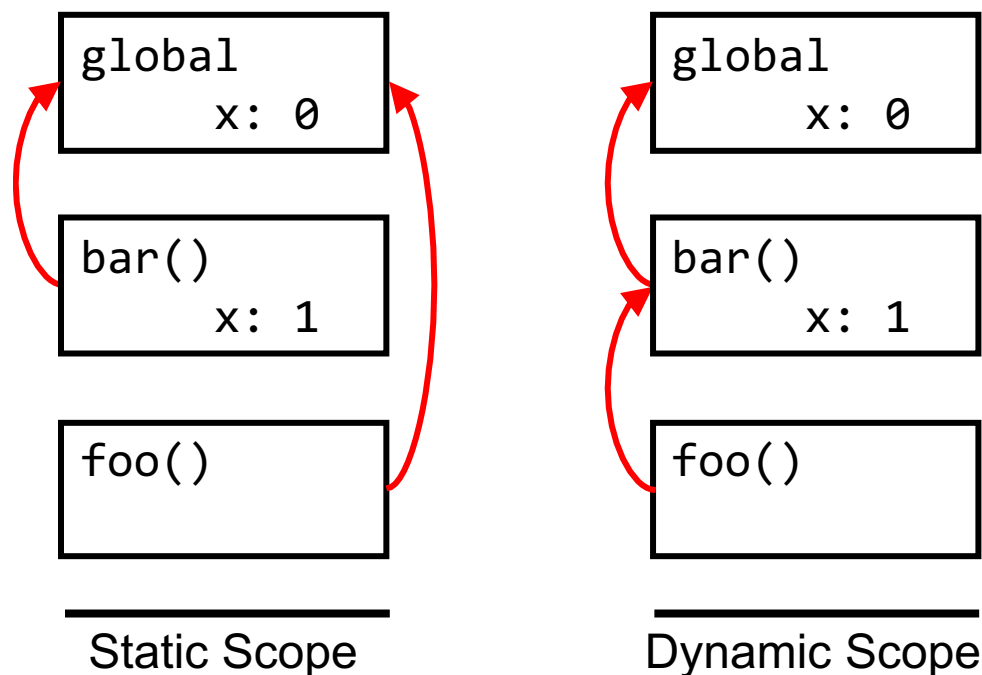 global
x: 0
bar()
x: 1
foo()
Static Scope
global
x: 0
bar()
x: 1
foo()
Dynamic Scope